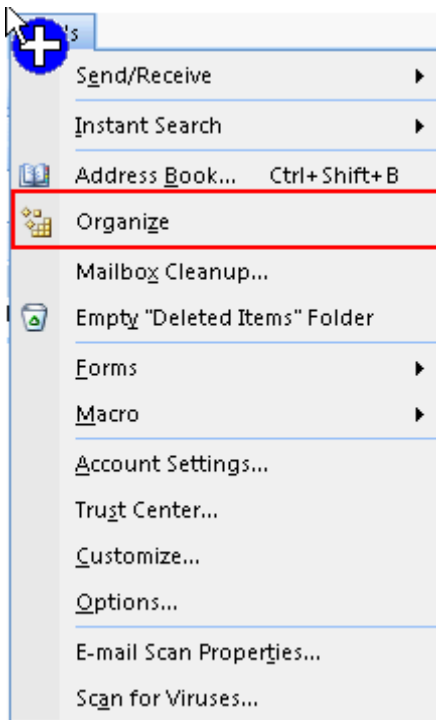 Send/Receive
Instant Search
Address Book... Ctrl+Shift+B
Organize
Mailbox Cleanup...
Empty "Deleted Items" Folder
Forms
Macro
Account Settings...
Trust Center...
Customize...
Options...
E-mail Scan Properties...
Scan for Viruses...